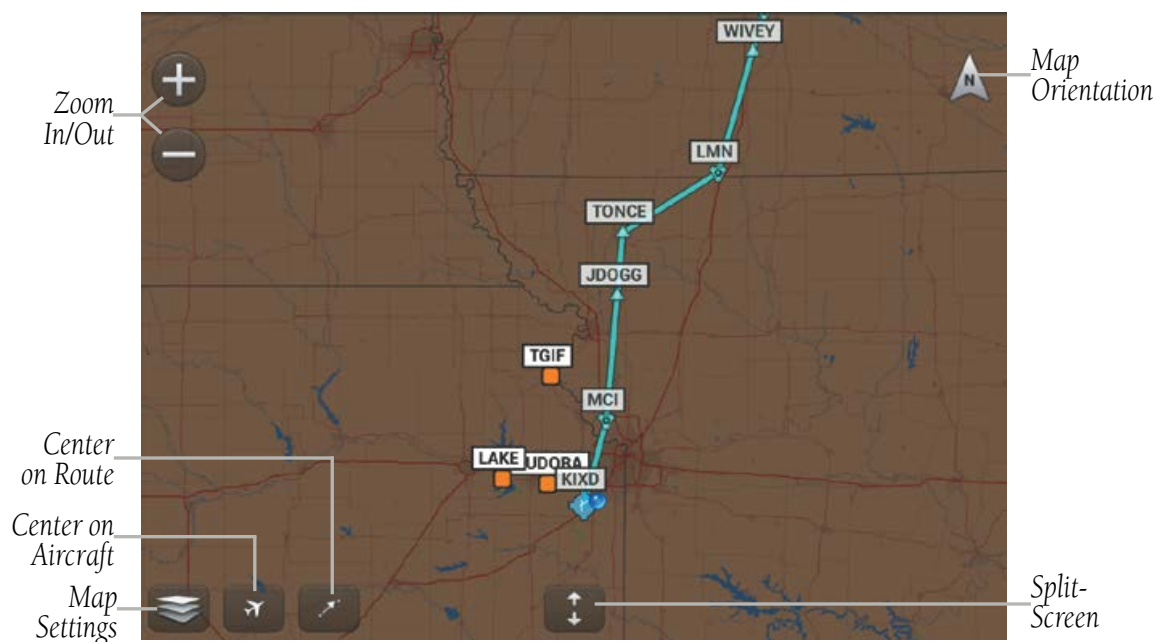 WIVEY
Zoom
In/Out
N
Map
Orientation
LMN
TONCE
JDOGG
TGIF
MCI
LAKE
UDOBA
KIXD
Center
on Route
Center on
Aircraft
Map
Settings
Split-
Screen